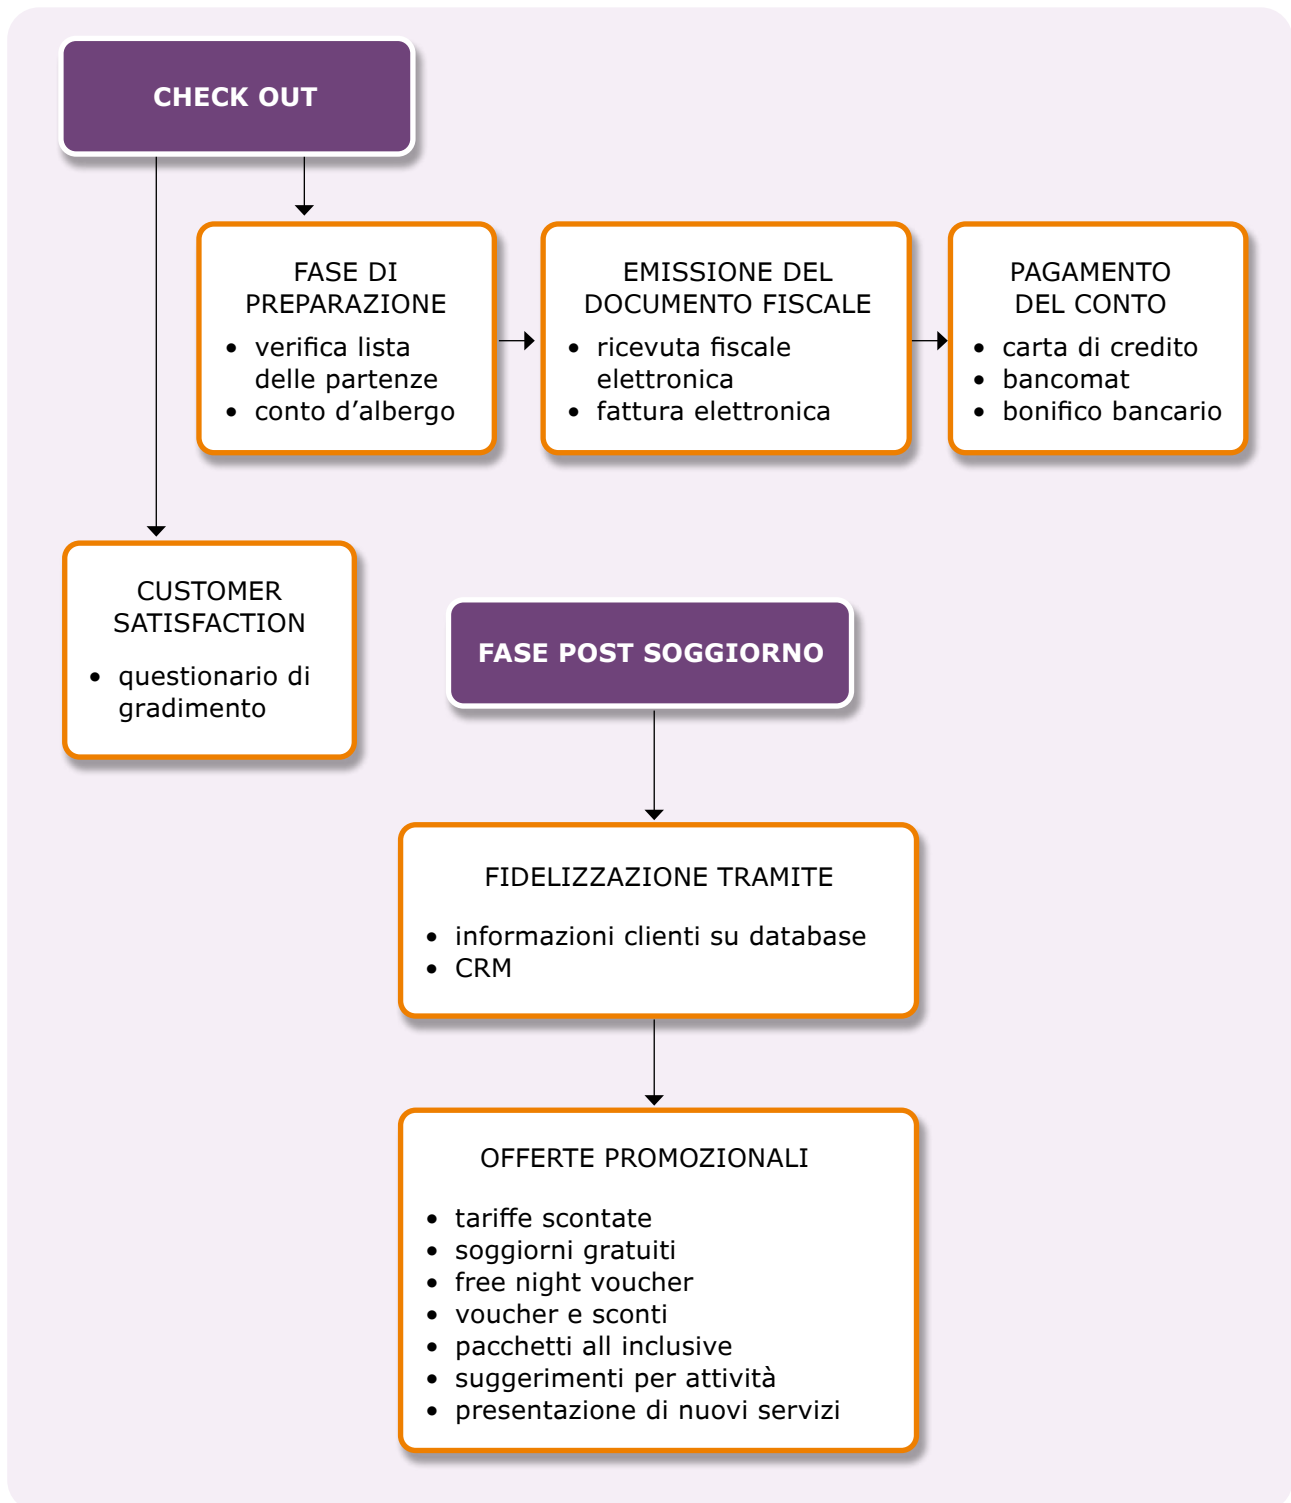 CHECK OUT
FASE DI
PREPARAZIONE
• verifica lista
delle partenze
• conto d’albergo
EMISSIONE DEL
DOCUMENTO FISCALE
• ricevuta fiscale
elettronica
• fattura elettronica
PAGAMENTO
DEL CONTO
• carta di credito
• bancomat
• bonifico bancario
CUSTOMER
SATISFACTION
• questionario di
gradimento
FASE POST SOGGIORNO
FIDELIZZAZIONE TRAMITE
• informazioni clienti su database
• CRM
OFFERTE PROMOZIONALI
• tariffe scontate
• soggiorni gratuiti
• free night voucher
• voucher e sconti
• pacchetti all inclusive
• suggerimenti per attività
• presentazione di nuovi servizi